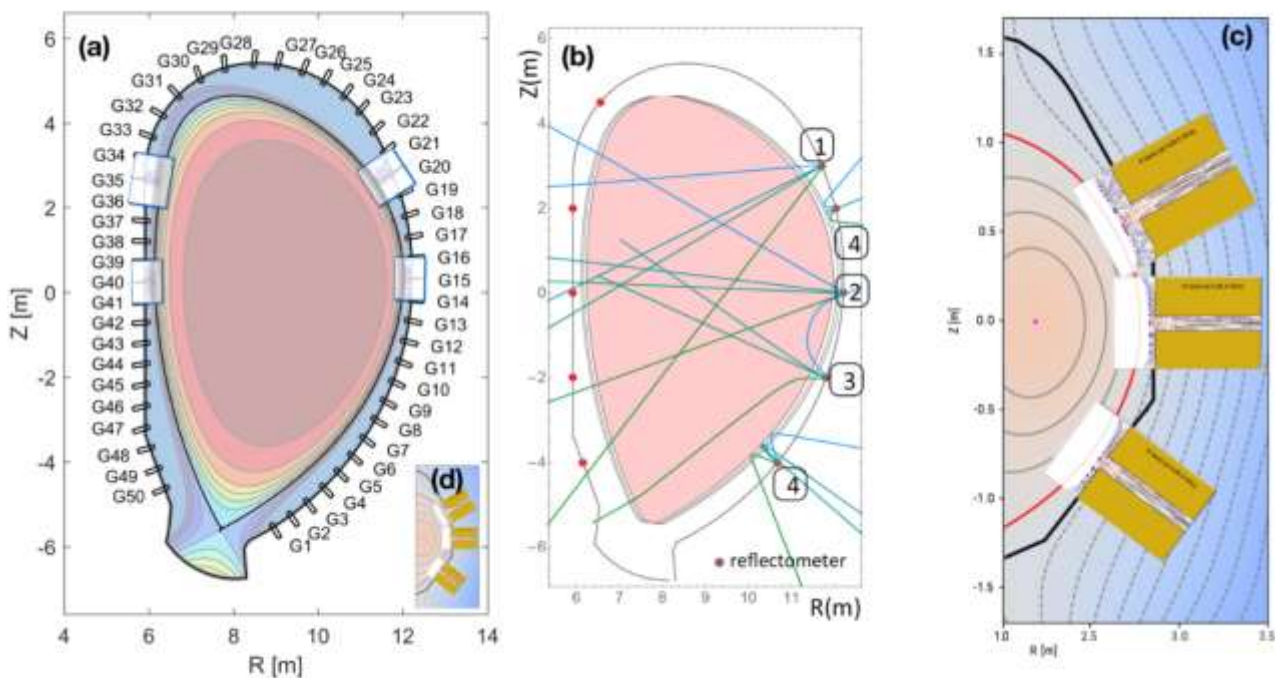 (a)
6
4
2
0
-2
-4
-6
Z [m]
4
6
8
10
12
14
R [m]
G28
G27
G29
G26
G30
G25
G31
G24
G32
G23
G33
G22
G34
G21
G35
G20
G36
G19
G37
G18
G38
G17
G39
G16
G40
G15
G41
G14
G42
G13
G43
G12
G44
G11
G45
G10
G46
G9
G47
G8
G48
G7
G49
G6
G50
G5
G4
G3
G2
G1
(d)
(b)
Z(m)
4
2
0
-2
-4
-6
1
4
2
3
4
reflectometer
6
7
8
9
10
11
R(m)
(c)
1.5
1.0
0.5
0.0
-0.5
-1.0
-1.5
Z [m]
2.5
3.0
3.5
R [m]